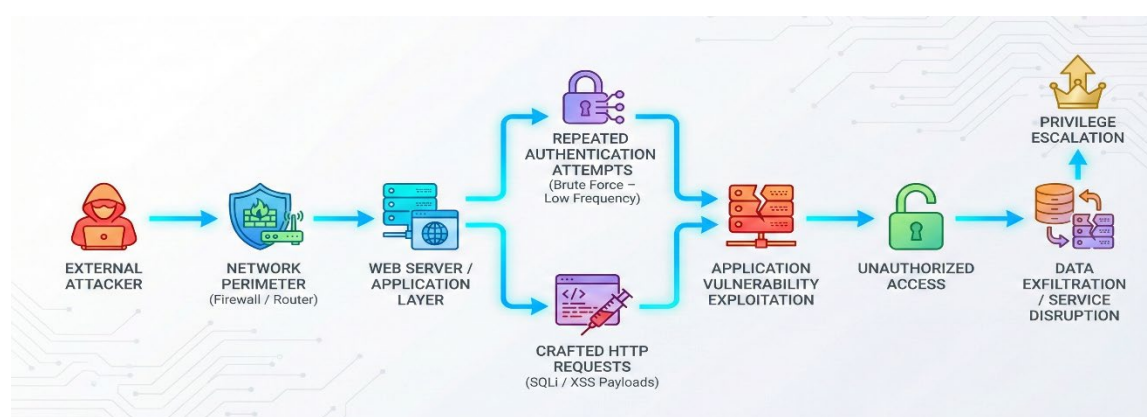 EXTERNAL
ATTACKER
NETWORK
PERIMETER
(Firewall / Router)
WEB SERVER /
APPLICATION
LAYER
REPEATED
AUTHENTICATION
ATTEMPTS
(Brute Force –
Low Frequency)
</>
CRAFTED HTTP
REQUESTS
(SQLi / XSS Payloads)
APPLICATION
VULNERABILITY
EXPLOITATION
UNAUTHORIZED
ACCESS
PRIVILEGE
ESCALATION
DATA
EXFILTRATION
/ SERVICE
DISRUPTION